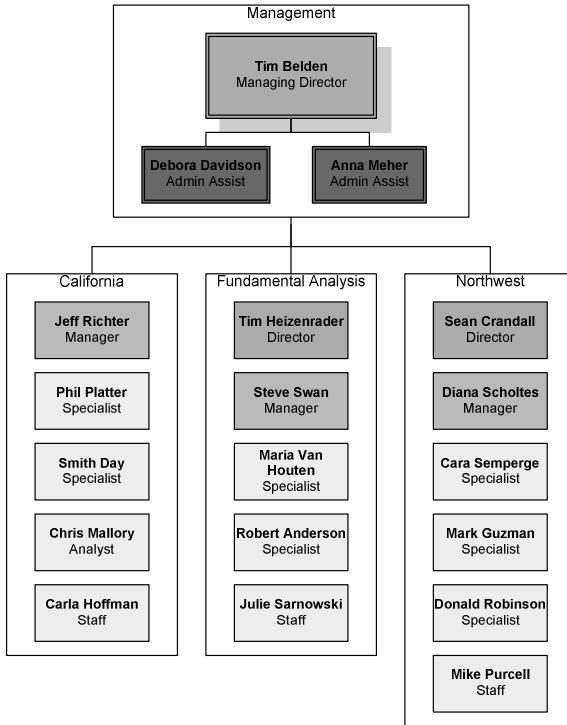 Management
Tim Belden
Managing Director
Debora Davidson
Admin Assist
Anna Meher
Admin Assist
California
Jeff Richter
Manager
Phil Platter
Specialist
Smith Day
Specialist
Chris Mallory
Analyst
Carla Hoffman
Staff
Fundamental Analysis
Tim Heizenrader
Director
Steve Swan
Manager
Maria Van
Houten
Specialist
Robert Anderson
Specialist
Julie Sarnowski
Staff
Northwest
Sean Crandall
Director
Diana Scholtes
Manager
Cara Semperge
Specialist
Mark Guzman
Specialist
Donald Robinson
Specialist
Mike Purcell
Staff